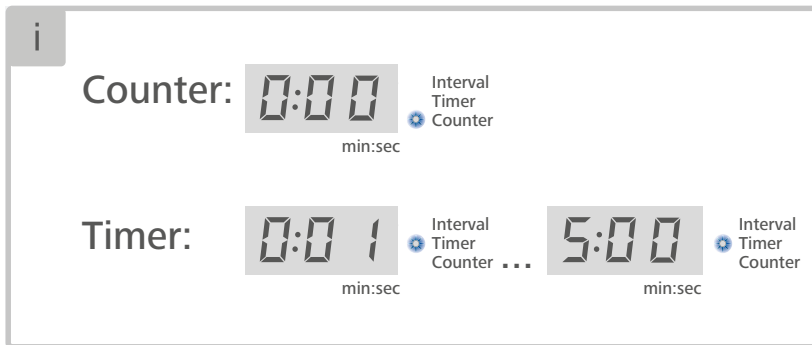 i
Counter: 0:00 Interval
Timer
Counter
min:sec
Timer: 0:01 Interval
Timer
Counter ... 5:00 Interval
Timer
Counter
min:sec min:sec